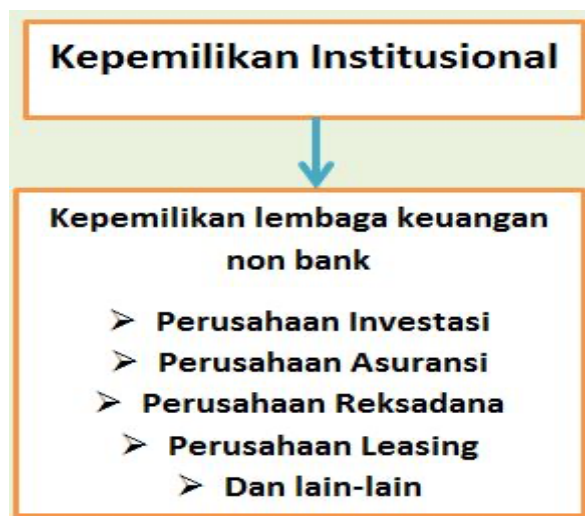 Kepemilikan Institusional
Kepemilikan lembaga keuangan
non bank
➢ Perusahaan Investasi
➢ Perusahaan Asuransi
➢ Perusahaan Reksadana
➢ Perusahaan Leasing
➢ Dan lain-lain